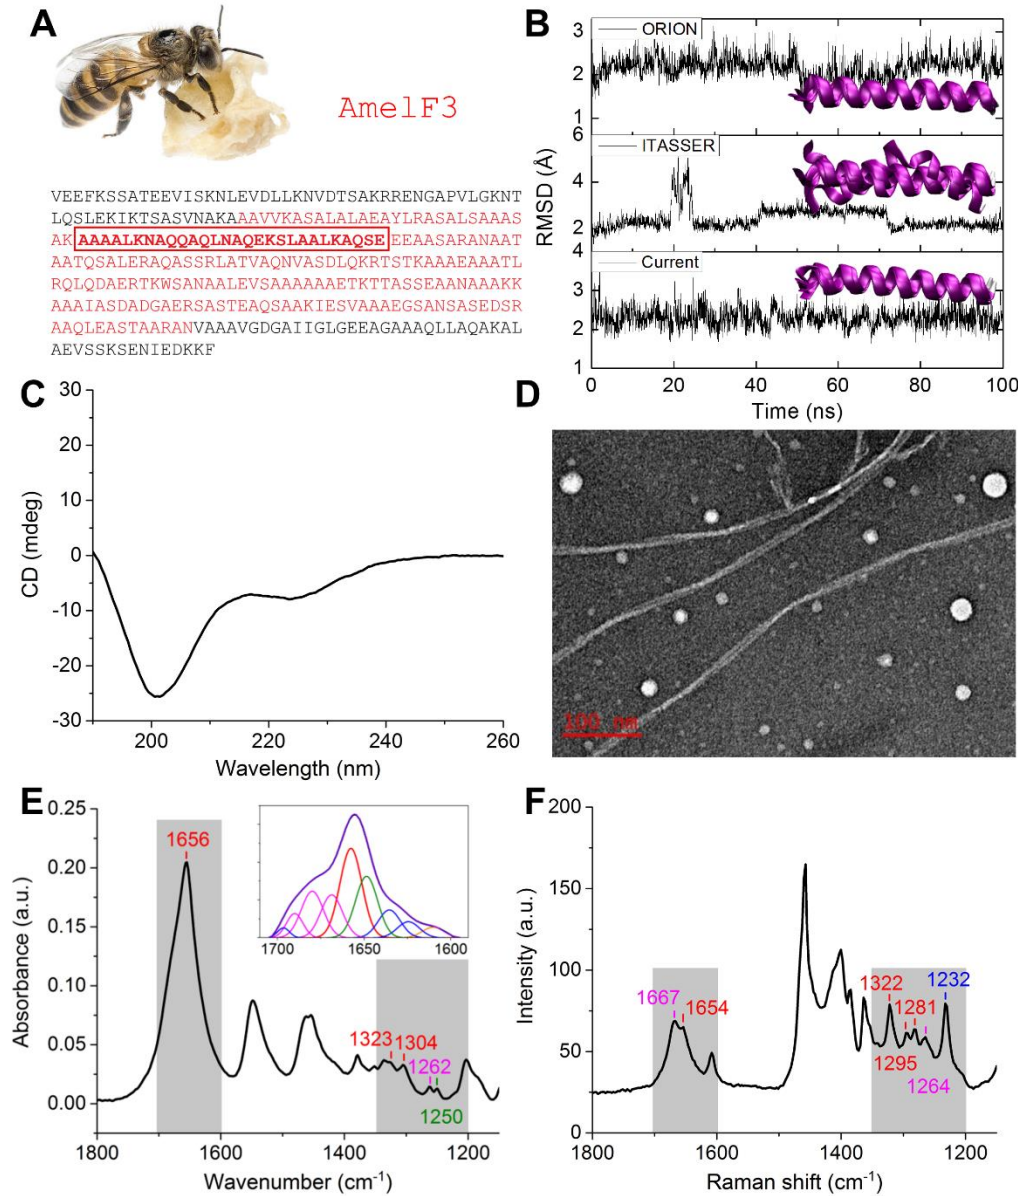 A
AmelF3
VEEFKSSATEEVISKNLEVDLLKNVDTSAKRRENGAPVLGKNT
LQSLEKIKTSASVNAKAAAVVKASALALAEAYLRASALSAAAS
AKAAAALKNAQQAQLNAQEKSLAALKAQSEEEAASARANAAT
AATQSALERAQASSRLATVAQNVASDLQKRTSTKAAAEAAATL
RQLQDAERTKWSANAALEVSAAAAAAETKTTASSEAANAAAKK
AAAIASDADGAERSASTEAQSAAKIESVAAAEGSANSASEDSR
AAQLEASTAARANVAAAVGDGAIIGLGEEAGAAAQLLAQAKAL
AEVSSKSENIEDKKF
B
ORION
3
2
1
ITASSER
6
4
2
Current
3
2
1
RMSD (Å)
0 20 40 60 80 100
Time (ns)
C
30
20
10
0
-10
-20
-30
CD (mdeg)
200 220 240 260
Wavelength (nm)
D
100 nm
E
0.25
0.20
0.15
0.10
0.05
0.00
Absorbance (a.u.)
1656
1323
1304
1262
1250
1700 1650 1600
1800 1600 1400 1200
Wavenumber (cm-1)
F
200
150
100
50
0
Intensity (a.u.)
1667
1654
1322
1281
1232
1295
1264
1800 1600 1400 1200
Raman shift (cm-1)